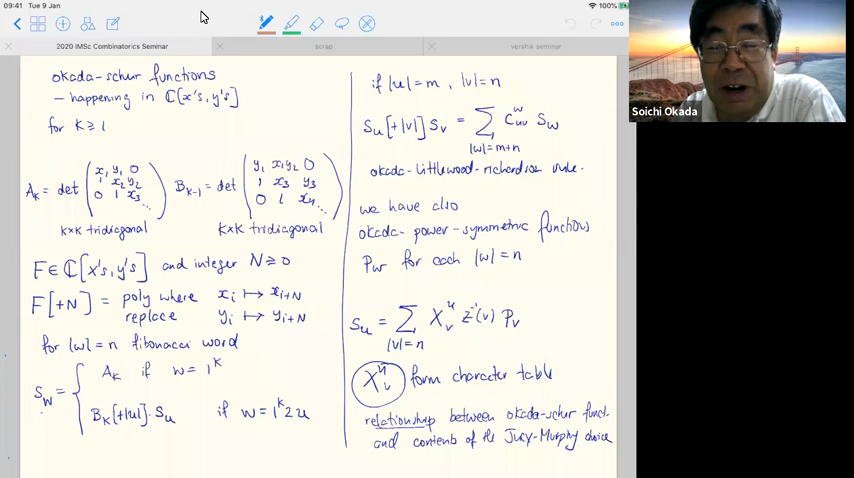 09:41 Tue 9 Jan
100%
2020 IMSc Combinatorics Seminar
scrap
vershik seminar
okada-schur functions
– happening in ℂ[x's, y's]
for k ≥ 1
A_k = det ( x₁ y₁ 0
1 x₂ y₂
0 1 x₃ ⋱ )
k×k tridiagonal
B_{k-1} = det ( y₁ x₁y₂ 0
1 x₃ y₃
0 1 x₄ ⋱ )
k×k tridiagonal
F ∈ ℂ[x's, y's] and integer N ≥ 0
F[+N] = poly where x_i ↦ x_{i+N}
replace y_i ↦ y_{i+N}
for |w| = n fibonacci word
S_w = { A_k if w = 1^k
B_k[+|u|] · S_u if w = 1^k 2 u
if |u| = m, |v| = n
S_u[+|v|] S_v = Σ_{|w|=m+n} C_{uv}^w S_w
okada-Littlewood-richardson rule.
we have also
okada-power-symmetric functions
P_w for each |w| = n
S_u = Σ_{|v|=n} X_v^u z^{-1}(v) P_v
X_v^u form character table
relationship between okada-schur funct
and contents of the Jucy-Murphy choice
Soichi Okada